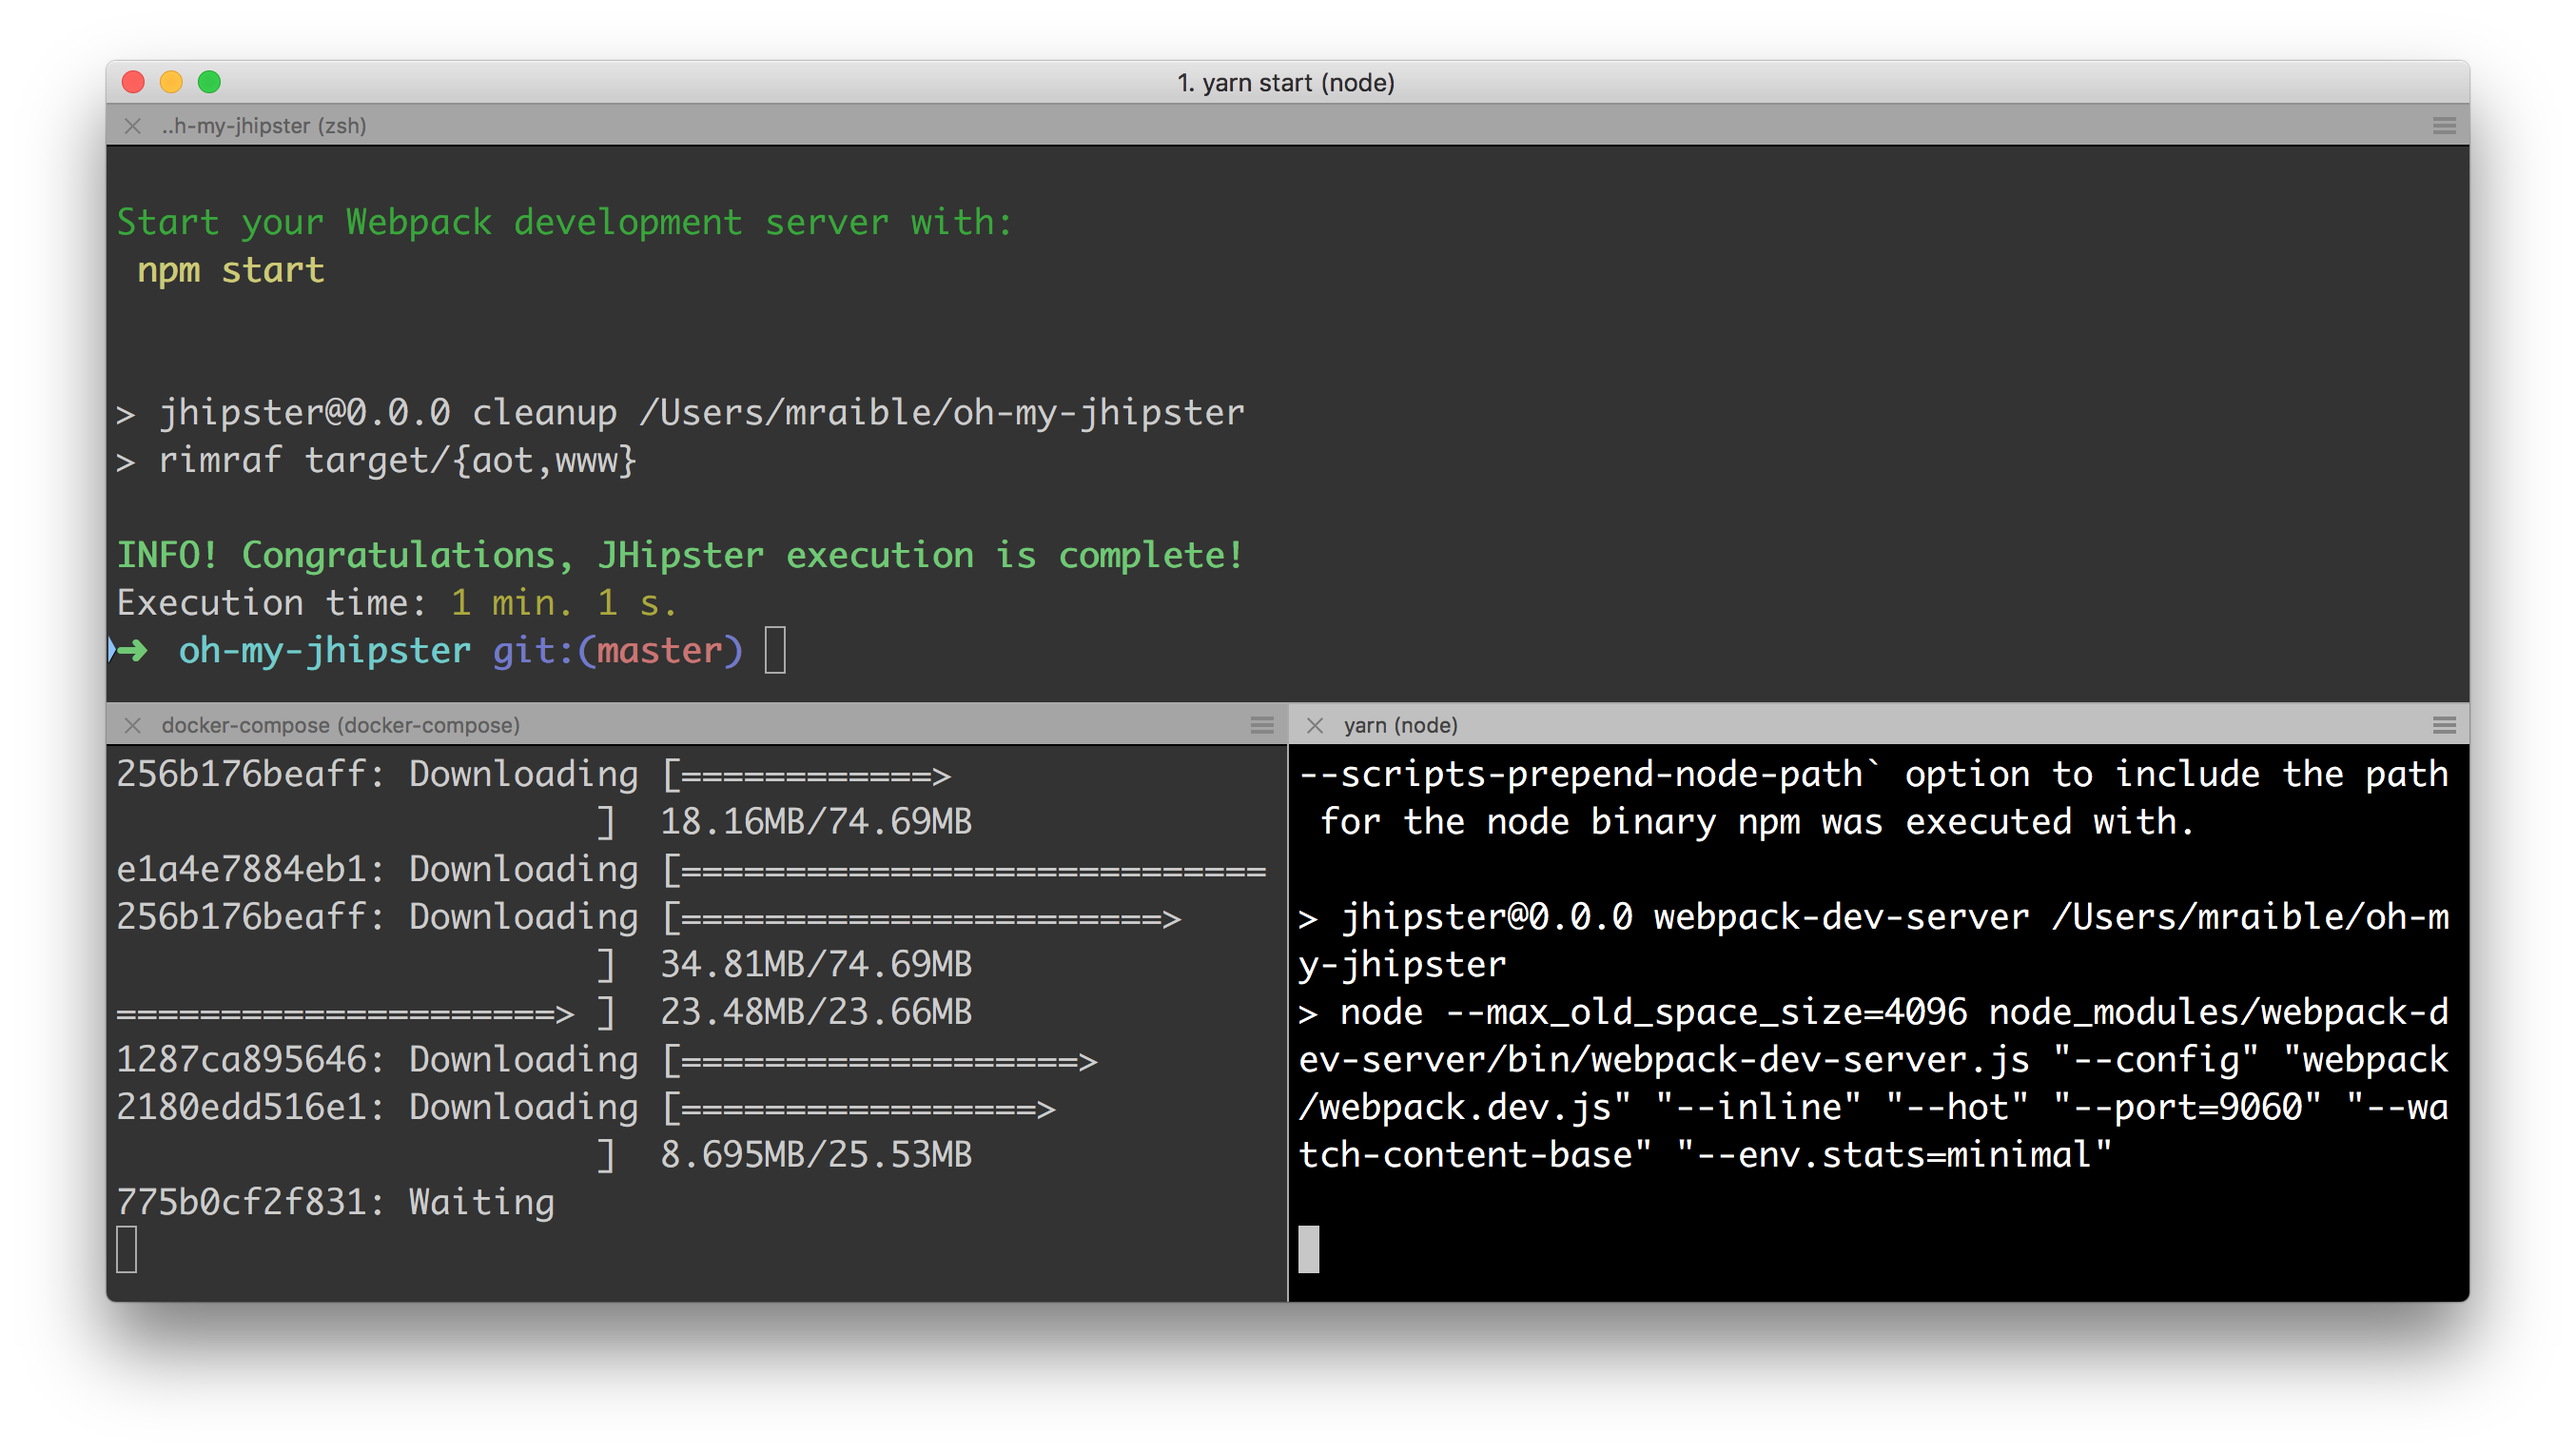 1. yarn start (node)
..h-my-jhipster (zsh)
Start your Webpack development server with:
npm start
> jhipster@0.0.0 cleanup /Users/mraible/oh-my-jhipster
> rimraf target/{aot,www}
INFO! Congratulations, JHipster execution is complete!
Execution time: 1 min. 1 s.
➜ oh-my-jhipster git:(master)
docker-compose (docker-compose)
256b176beaff: Downloading [============>
] 18.16MB/74.69MB
e1a4e7884eb1: Downloading [============================
256b176beaff: Downloading [=======================>
] 34.81MB/74.69MB
=====================> ] 23.48MB/23.66MB
1287ca895646: Downloading [===================>
2180edd516e1: Downloading [=================>
] 8.695MB/25.53MB
775b0cf2f831: Waiting
yarn (node)
--scripts-prepend-node-path` option to include the path
for the node binary npm was executed with.
> jhipster@0.0.0 webpack-dev-server /Users/mraible/oh-m
y-jhipster
> node --max_old_space_size=4096 node_modules/webpack-d
ev-server/bin/webpack-dev-server.js "--config" "webpack
/webpack.dev.js" "--inline" "--hot" "--port=9060" "--wa
tch-content-base" "--env.stats=minimal"